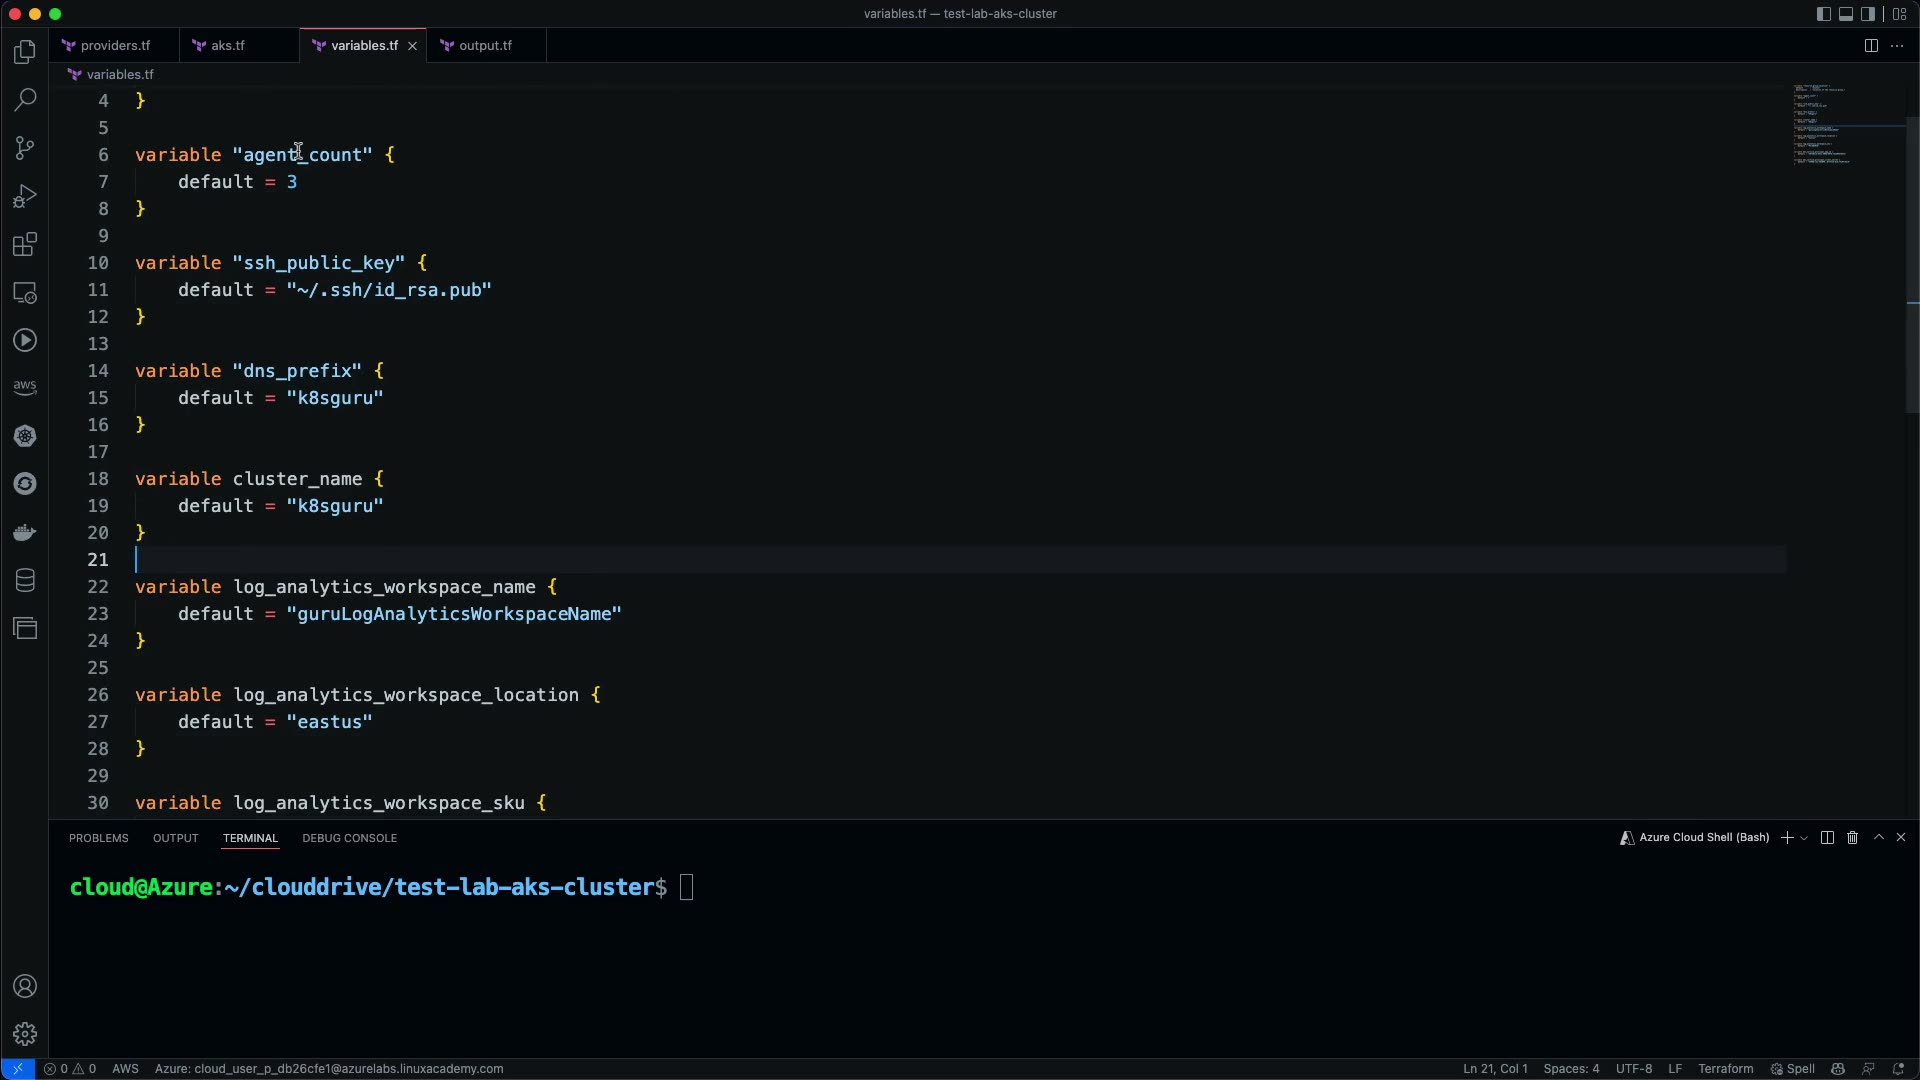 variables.tf — test-lab-aks-cluster
providers.tf
aks.tf
variables.tf
output.tf
variables.tf
4 }
5
6 variable "agent_count" {
7 default = 3
8 }
9
10 variable "ssh_public_key" {
11 default = "~/.ssh/id_rsa.pub"
12 }
13
14 variable "dns_prefix" {
15 default = "k8sguru"
16 }
17
18 variable cluster_name {
19 default = "k8sguru"
20 }
21
22 variable log_analytics_workspace_name {
23 default = "guruLogAnalyticsWorkspaceName"
24 }
25
26 variable log_analytics_workspace_location {
27 default = "eastus"
28 }
29
30 variable log_analytics_workspace_sku {
aws
PROBLEMS OUTPUT TERMINAL DEBUG CONSOLE
Azure Cloud Shell (Bash)
cloud@Azure:~/clouddrive/test-lab-aks-cluster$
0 0 AWS Azure: cloud_user_p_db26cfe1@azurelabs.linuxacademy.com
Ln 21, Col 1 Spaces: 4 UTF-8 LF Terraform Spell